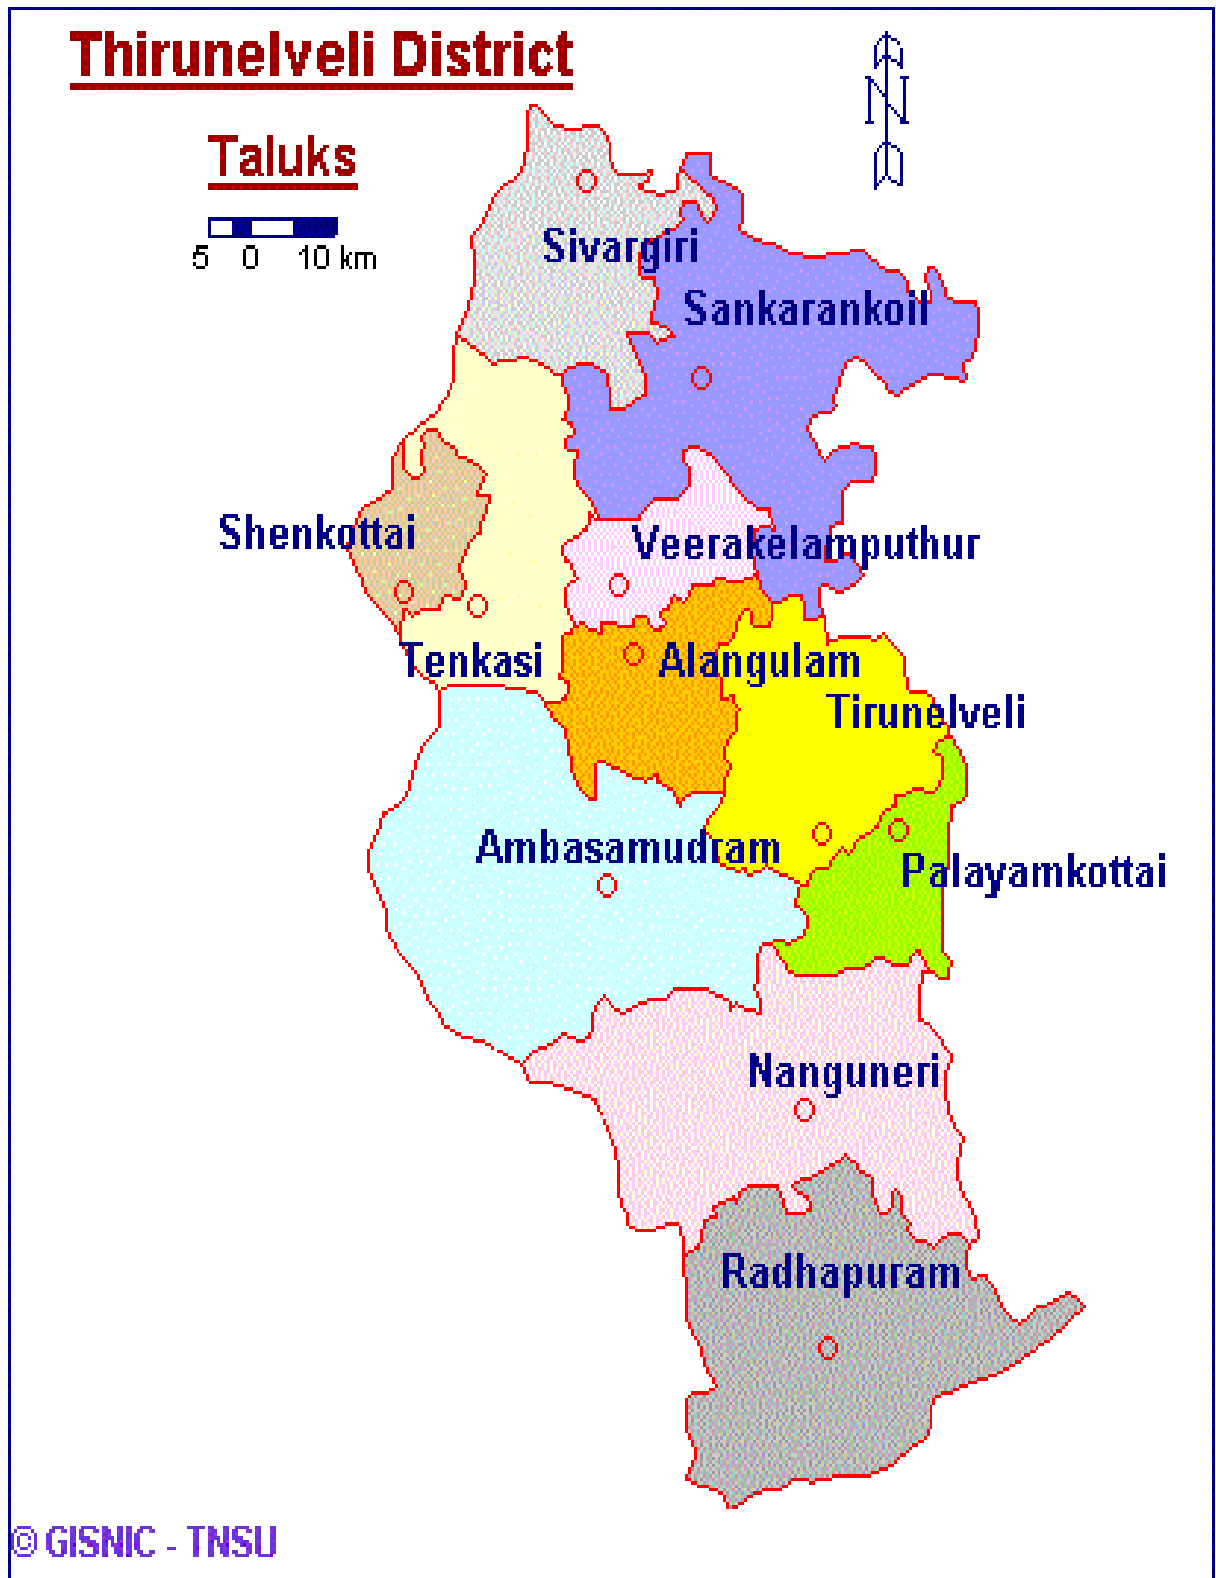 Thirunelveli District
N
Taluks
5 0 10 km
Sivargiri
Sankarankoil
Shenkottai
Veerakelamputhur
Tenkasi
Alangulam
Tirunelveli
Ambasamudram
Palayamkottai
Nanguneri
Radhapuram
© GISNIC - TNSU